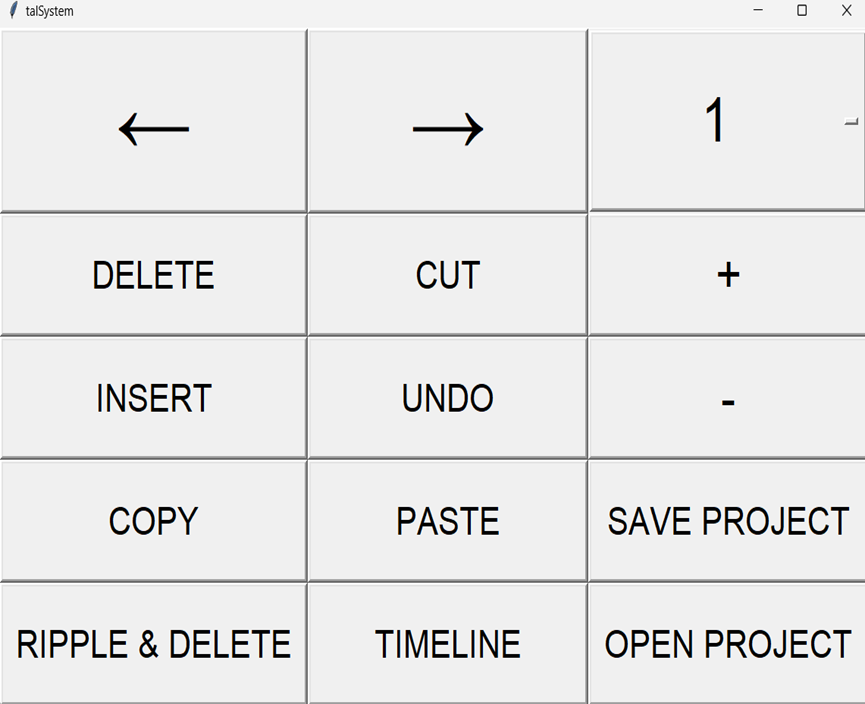 talSystem
← → 1
DELETE CUT +
INSERT UNDO -
COPY PASTE SAVE PROJECT
RIPPLE & DELETE TIMELINE OPEN PROJECT